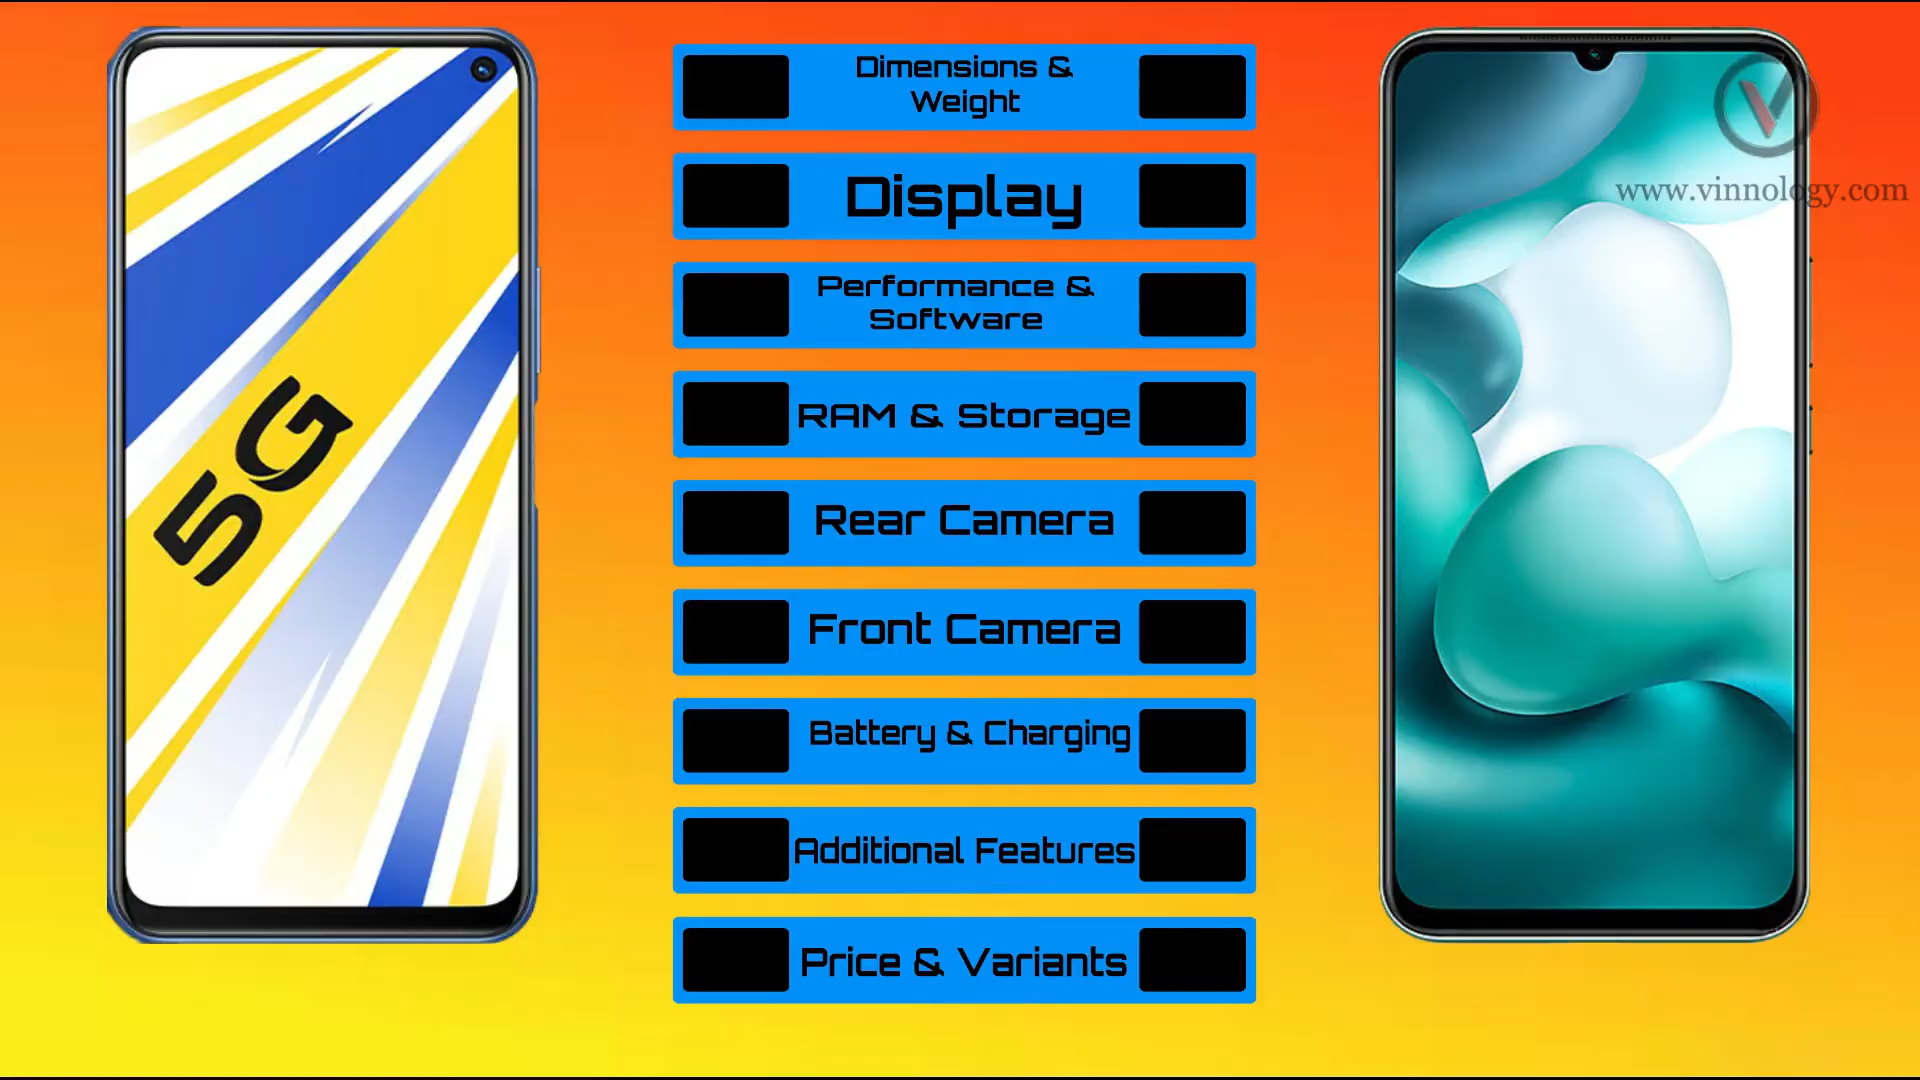 5G
Dimensions &
Weight
Display
Performance &
Software
RAM & Storage
Rear Camera
Front Camera
Battery & Charging
Additional Features
Price & Variants
V
www.vinnology.com